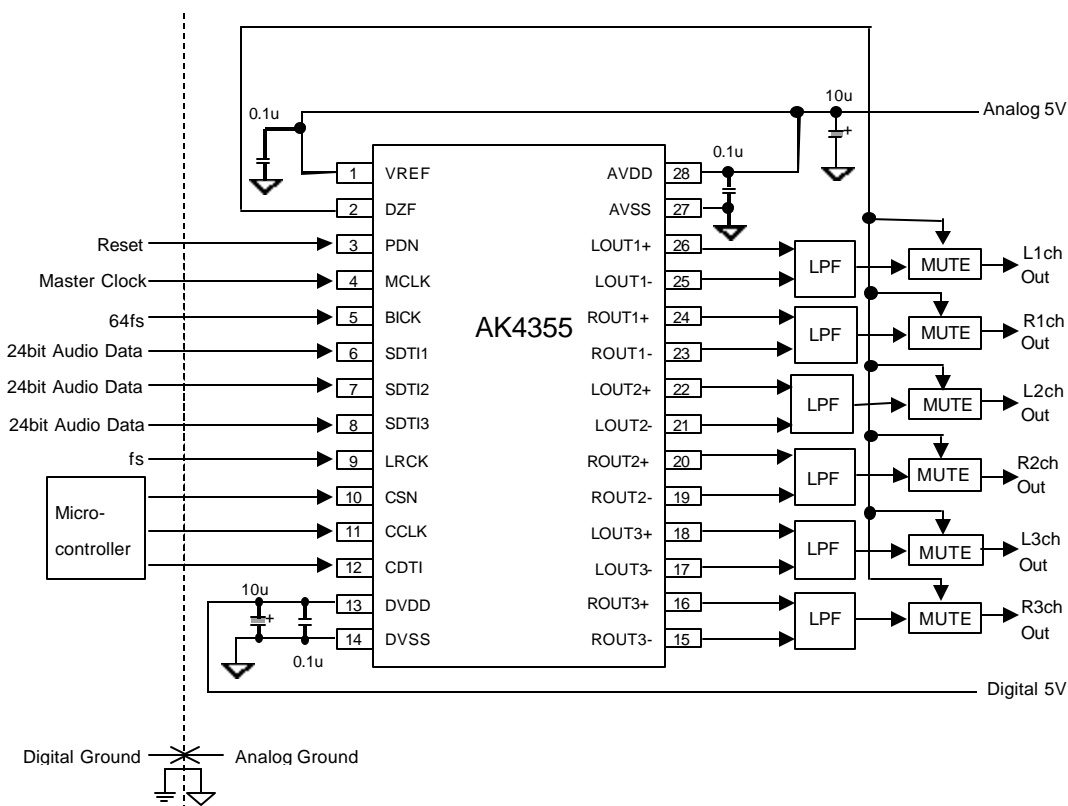 10u
0.1u
Analog 5V
0.1u
1 VREF
AVDD 28
2 DZF
AVSS 27
Reset
3 PDN
LOUT1+ 26
LPF
MUTE
L1ch
Out
Master Clock
4 MCLK
LOUT1- 25
64fs
5 BICK
AK4355
ROUT1+ 24
LPF
MUTE
R1ch
Out
24bit Audio Data
6 SDTI1
ROUT1- 23
24bit Audio Data
7 SDTI2
LOUT2+ 22
LPF
MUTE
L2ch
Out
24bit Audio Data
8 SDTI3
LOUT2- 21
fs
9 LRCK
ROUT2+ 20
LPF
MUTE
R2ch
Out
Micro-
controller
10 CSN
ROUT2- 19
11 CCLK
LOUT3+ 18
LPF
MUTE
L3ch
Out
12 CDTI
LOUT3- 17
10u
13 DVDD
ROUT3+ 16
LPF
MUTE
R3ch
Out
14 DVSS
ROUT3- 15
0.1u
Digital 5V
Digital Ground
Analog Ground